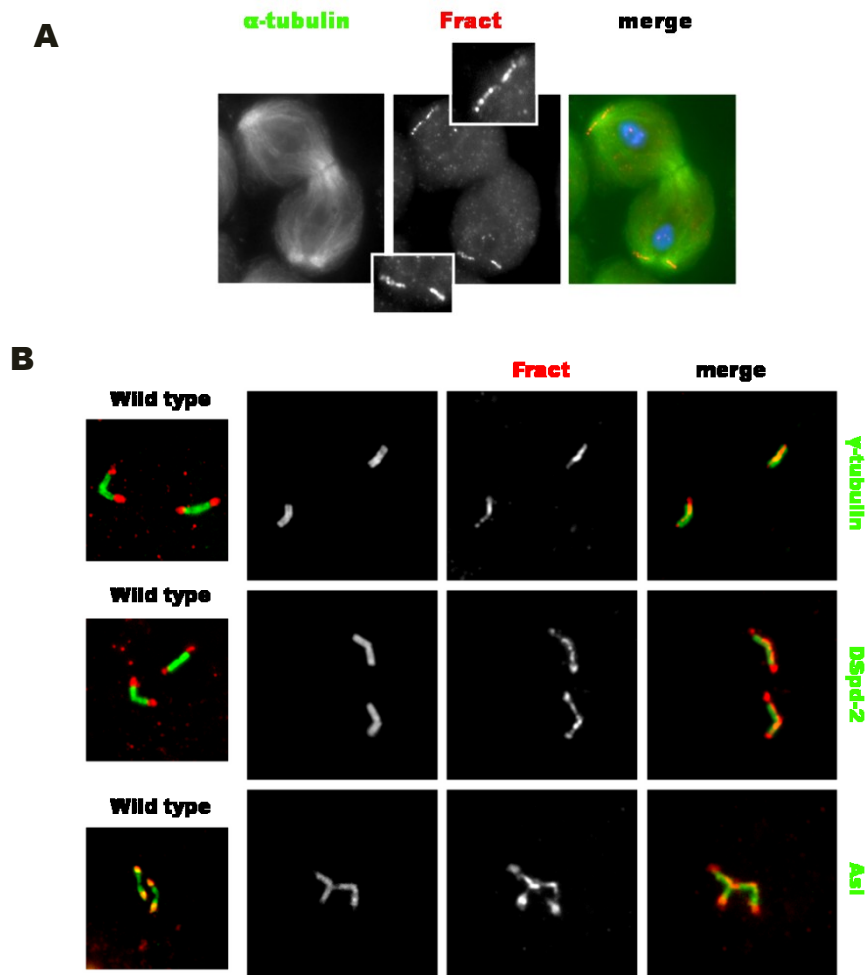 A
α-tubulin Fract merge
B
Fract merge
Wild type
γ-tubulin
Wild type
DSpd-2
Wild type
Asl